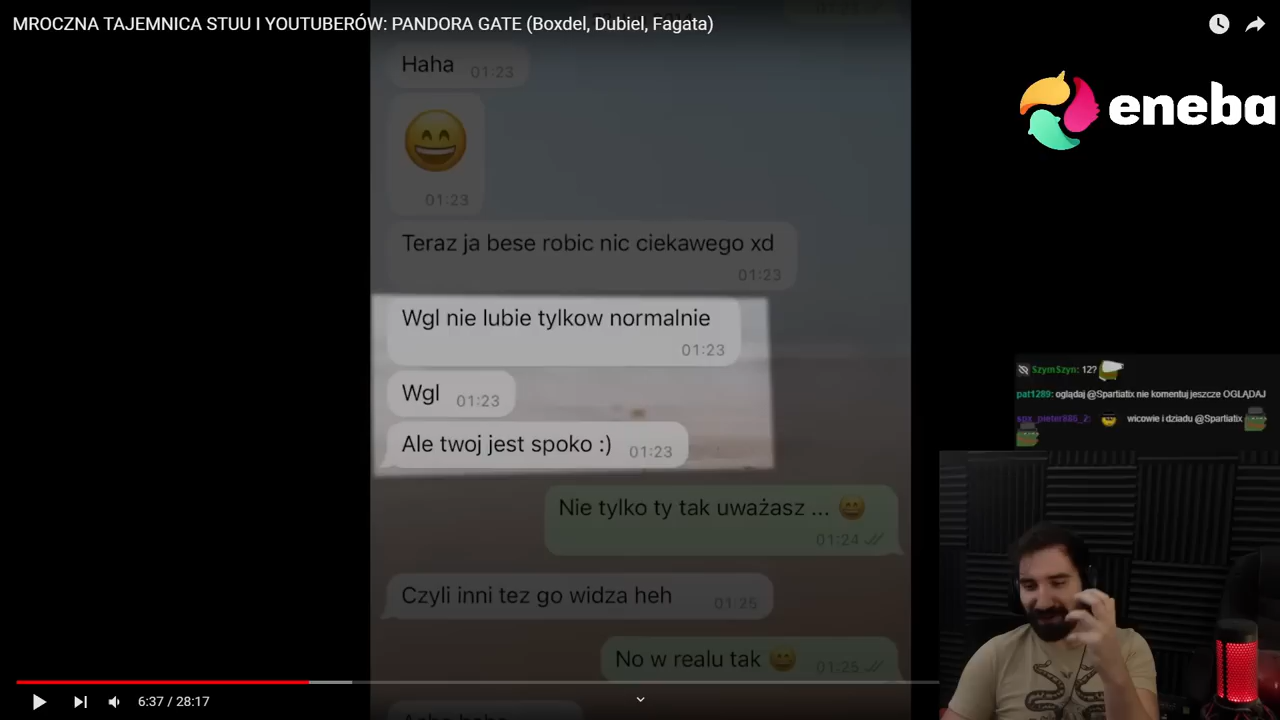 MROCZNA TAJEMNICA STUU I YOUTUBERÓW: PANDORA GATE (Boxdel, Dubiel, Fagata)
Haha 01:23
01:23
Teraz ja bese robic nic ciekawego xd
01:23
Wgl nie lubie tylkow normalnie
01:23
Wgl 01:23
Ale twoj jest spoko :) 01:23
Nie tylko ty tak uważasz ...
01:24
Czyli inni tez go widza heh 01:25
No w realu tak 01:25
eneba
SzymSzyn: 12?
pat1289: oglądaj @Spartiatix nie komentuj jeszcze OGLĄDAJ
wicowie i dziadu @Spartiatix
6:37 / 28:17